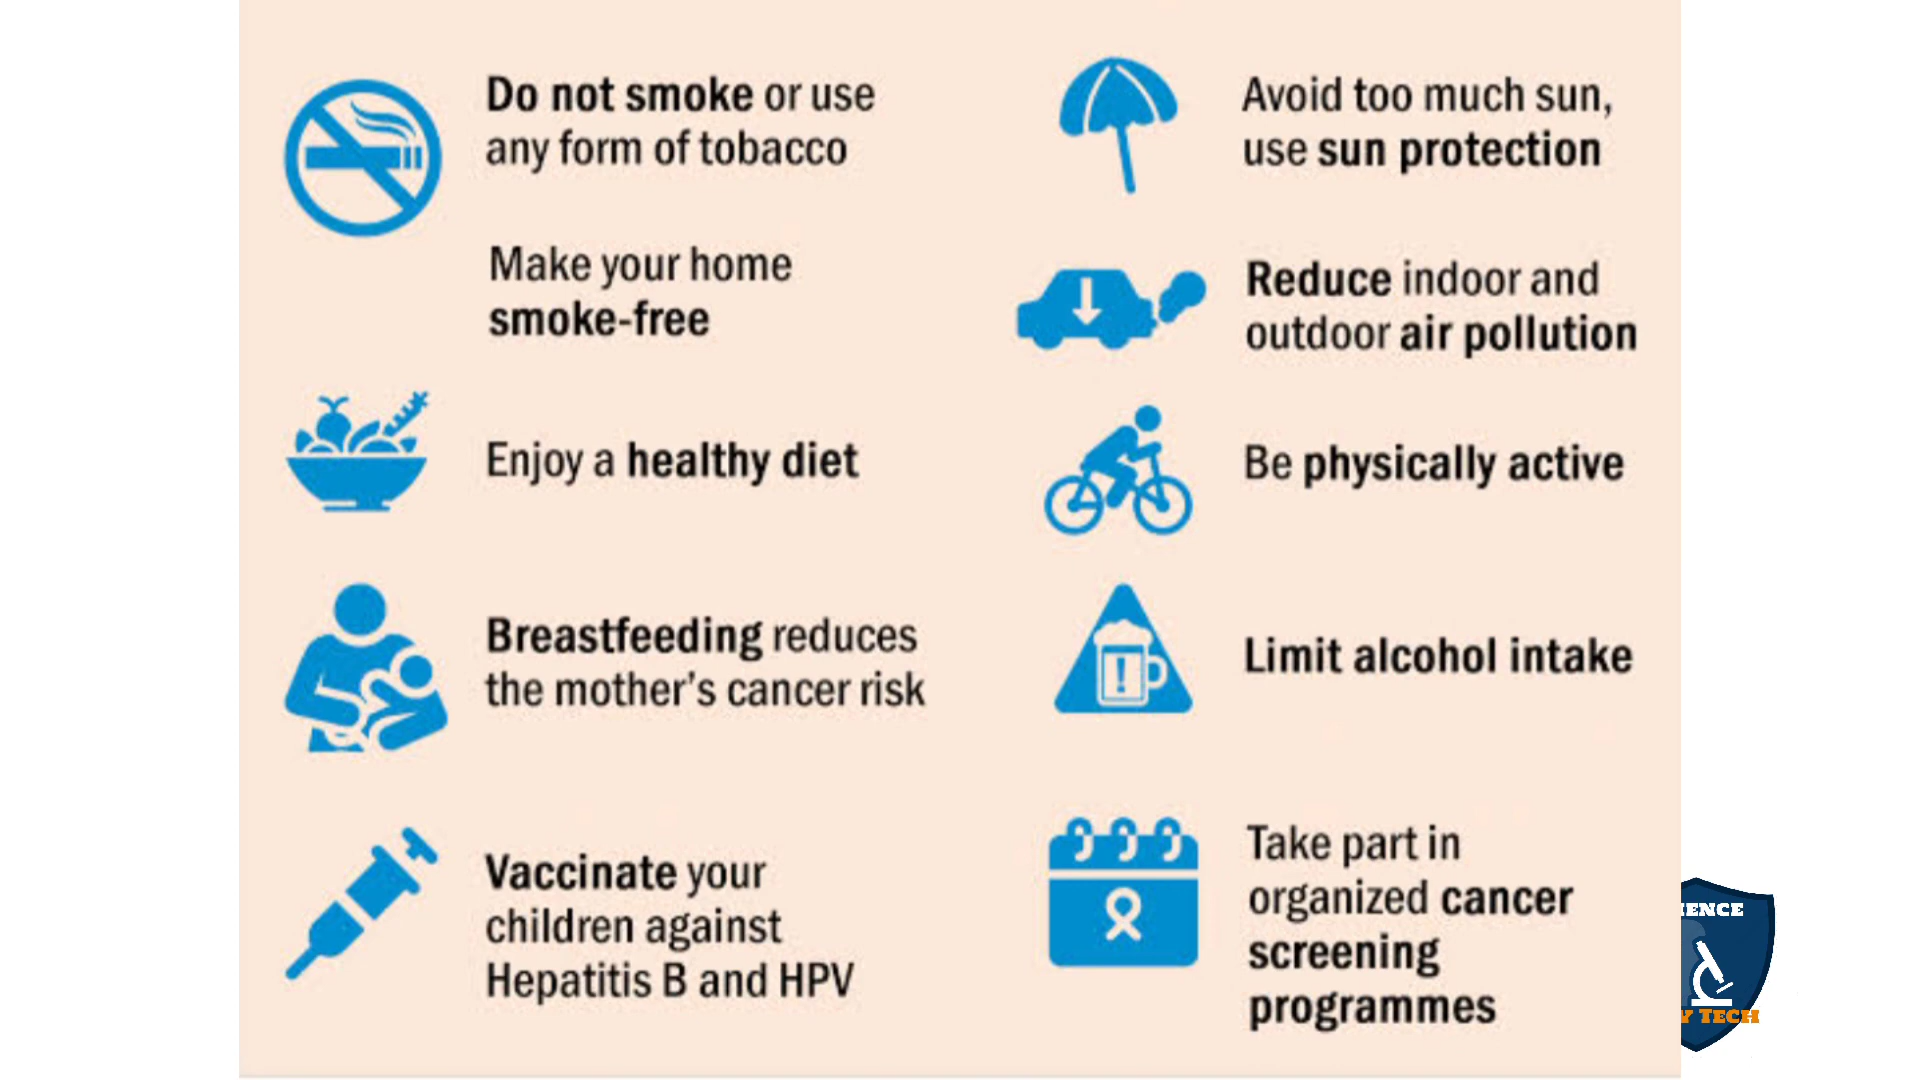 Do not smoke or use
any form of tobacco
Make your home
smoke-free
Enjoy a healthy diet
Breastfeeding reduces
the mother's cancer risk
Vaccinate your
children against
Hepatitis B and HPV
Avoid too much sun,
use sun protection
Reduce indoor and
outdoor air pollution
Be physically active
Limit alcohol intake
Take part in
organized cancer
screening
programmes
TECH